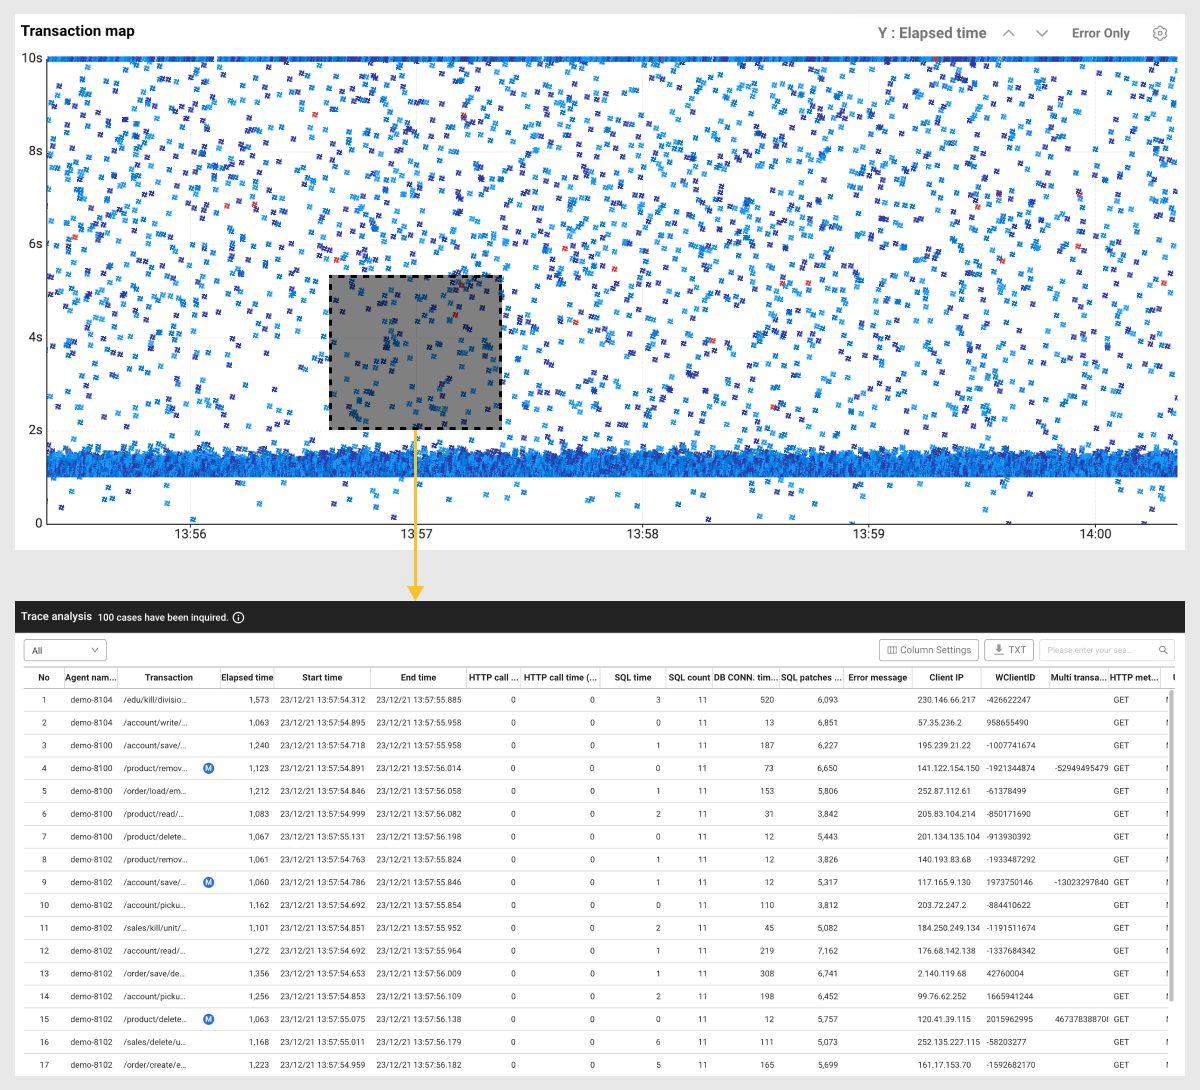 Transaction map
Y : Elapsed time Error Only
10s
8s
6s
4s
2s
0
13:56 13:57 13:58 13:59 14:00
Trace analysis 100 cases have been inquired.
All Column Settings TXT Please enter your sea...
No Agent nam... Transaction Elapsed time Start time End time HTTP call ... HTTP call time (... SQL time SQL count DB CONN. tim... SQL patches ... Error message Client IP WClientID Multi transa... HTTP met...
1 demo-8104 /edu/kill/divisio... 1,573 23/12/21 13:57:54.312 23/12/21 13:57:55.885 0 0 3 11 520 6,093 230.146.66.217 -426622247 GET
2 demo-8104 /account/write/... 1,063 23/12/21 13:57:54.895 23/12/21 13:57:55.958 0 0 0 11 13 6,851 57.35.236.2 958655490 GET
3 demo-8100 /account/save/... 1,240 23/12/21 13:57:54.718 23/12/21 13:57:55.958 0 0 1 11 187 6,227 195.239.21.22 -1007741674 GET
4 demo-8100 /product/remov... M 1,123 23/12/21 13:57:54.891 23/12/21 13:57:56.014 0 0 0 11 73 6,650 141.122.154.150 -1921344874 -52949495479 GET
5 demo-8100 /order/load/em... 1,212 23/12/21 13:57:54.846 23/12/21 13:57:56.058 0 0 1 11 153 5,806 252.87.112.61 -61378499 GET
6 demo-8100 /product/read/... 1,083 23/12/21 13:57:54.999 23/12/21 13:57:56.082 0 0 2 11 31 3,842 205.83.104.214 -850171690 GET
7 demo-8100 /product/delete... 1,067 23/12/21 13:57:55.131 23/12/21 13:57:56.198 0 0 0 11 12 5,443 201.134.135.104 -913930392 GET
8 demo-8102 /product/remov... 1,061 23/12/21 13:57:54.763 23/12/21 13:57:55.824 0 0 1 11 12 3,826 140.193.83.68 -1933487292 GET
9 demo-8102 /account/save/... M 1,060 23/12/21 13:57:54.786 23/12/21 13:57:55.846 0 0 1 11 12 5,317 117.165.9.130 1973750146 -13023297840 GET
10 demo-8102 /account/picku... 1,162 23/12/21 13:57:54.692 23/12/21 13:57:55.854 0 0 0 11 110 3,812 203.72.247.2 -884410622 GET
11 demo-8102 /sales/kill/unit/... 1,101 23/12/21 13:57:54.851 23/12/21 13:57:55.952 0 0 2 11 45 5,082 184.250.249.134 -1191511674 GET
12 demo-8102 /account/read/... 1,272 23/12/21 13:57:54.692 23/12/21 13:57:55.964 0 0 1 11 219 7,162 176.68.142.138 -1337684342 GET
13 demo-8102 /order/save/de... 1,356 23/12/21 13:57:54.653 23/12/21 13:57:56.009 0 0 1 11 308 6,741 2.140.119.68 42760004 GET
14 demo-8102 /account/picku... 1,256 23/12/21 13:57:54.853 23/12/21 13:57:56.109 0 0 2 11 198 6,452 99.76.62.252 1665941244 GET
15 demo-8102 /product/delete... M 1,063 23/12/21 13:57:55.075 23/12/21 13:57:56.138 0 0 0 11 12 5,757 120.41.39.115 2015962995 GET
16 demo-8102 /sales/delete/u... 1,168 23/12/21 13:57:55.011 23/12/21 13:57:56.179 0 0 6 11 111 5,073 252.135.227.115 -58203277 GET
17 demo-8102 /order/create/e... 1,223 23/12/21 13:57:54.959 23/12/21 13:57:56.182 0 0 5 11 165 5,699 161.17.153.70 -1592682170 GET